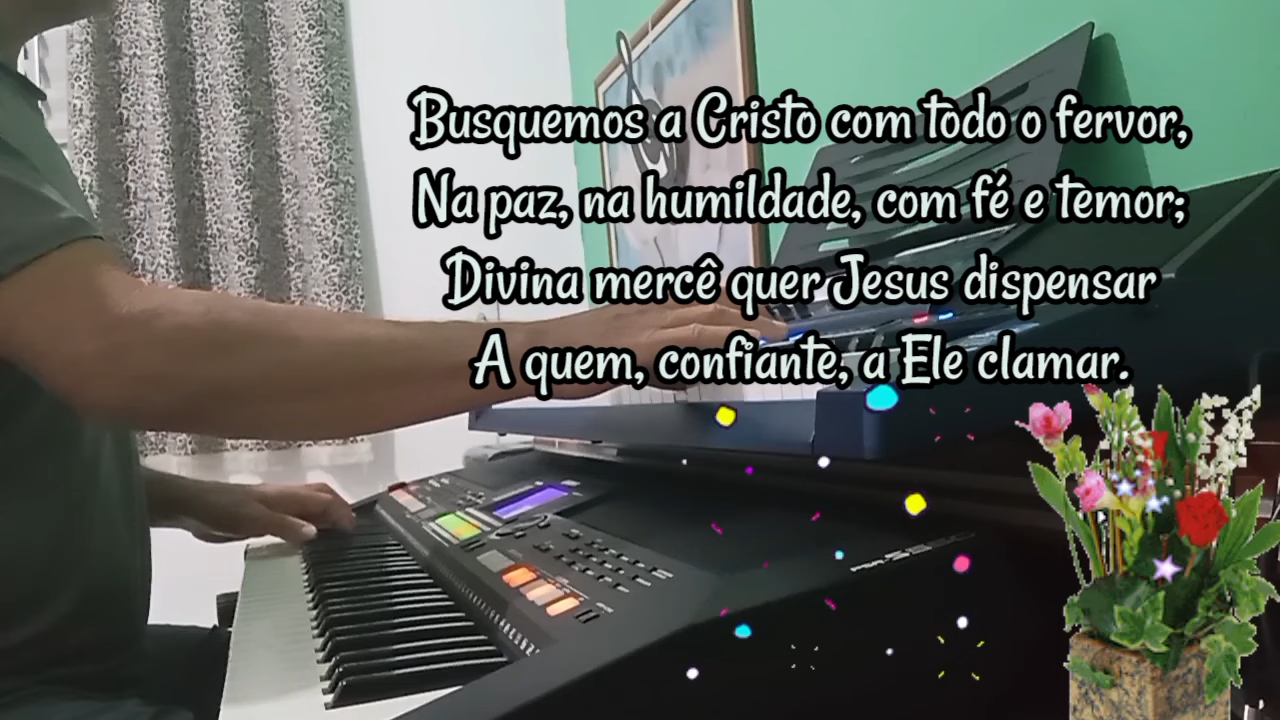 Busquemos a Cristo com todo o fervor,
Na paz, na humildade, com fé e temor;
Divina mercê quer Jesus dispensar
A quem, confiante, a Ele clamar.